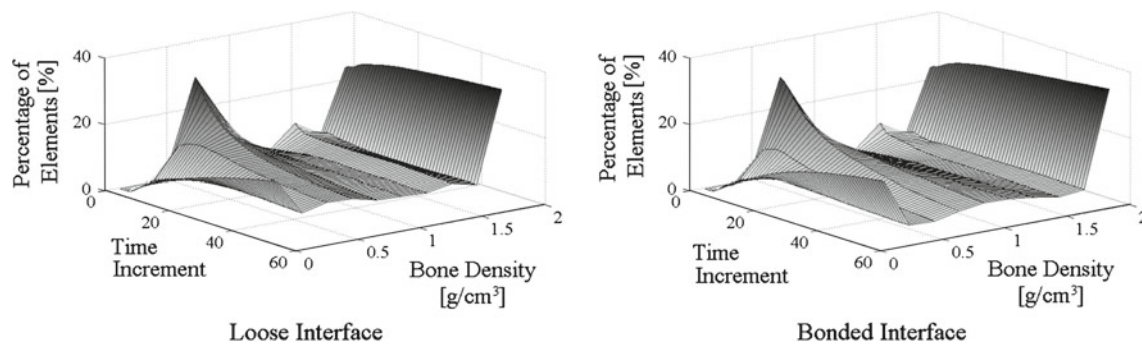 Percentage of
Elements [%]
40
20
0
0
20
40
60
Time
Increment
0
0.5
1
1.5
2
Bone Density
[g/cm³]
Loose Interface
Percentage of
Elements [%]
40
20
0
0
20
40
60
Time
Increment
0
0.5
1
1.5
2
Bone Density
[g/cm³]
Bonded Interface